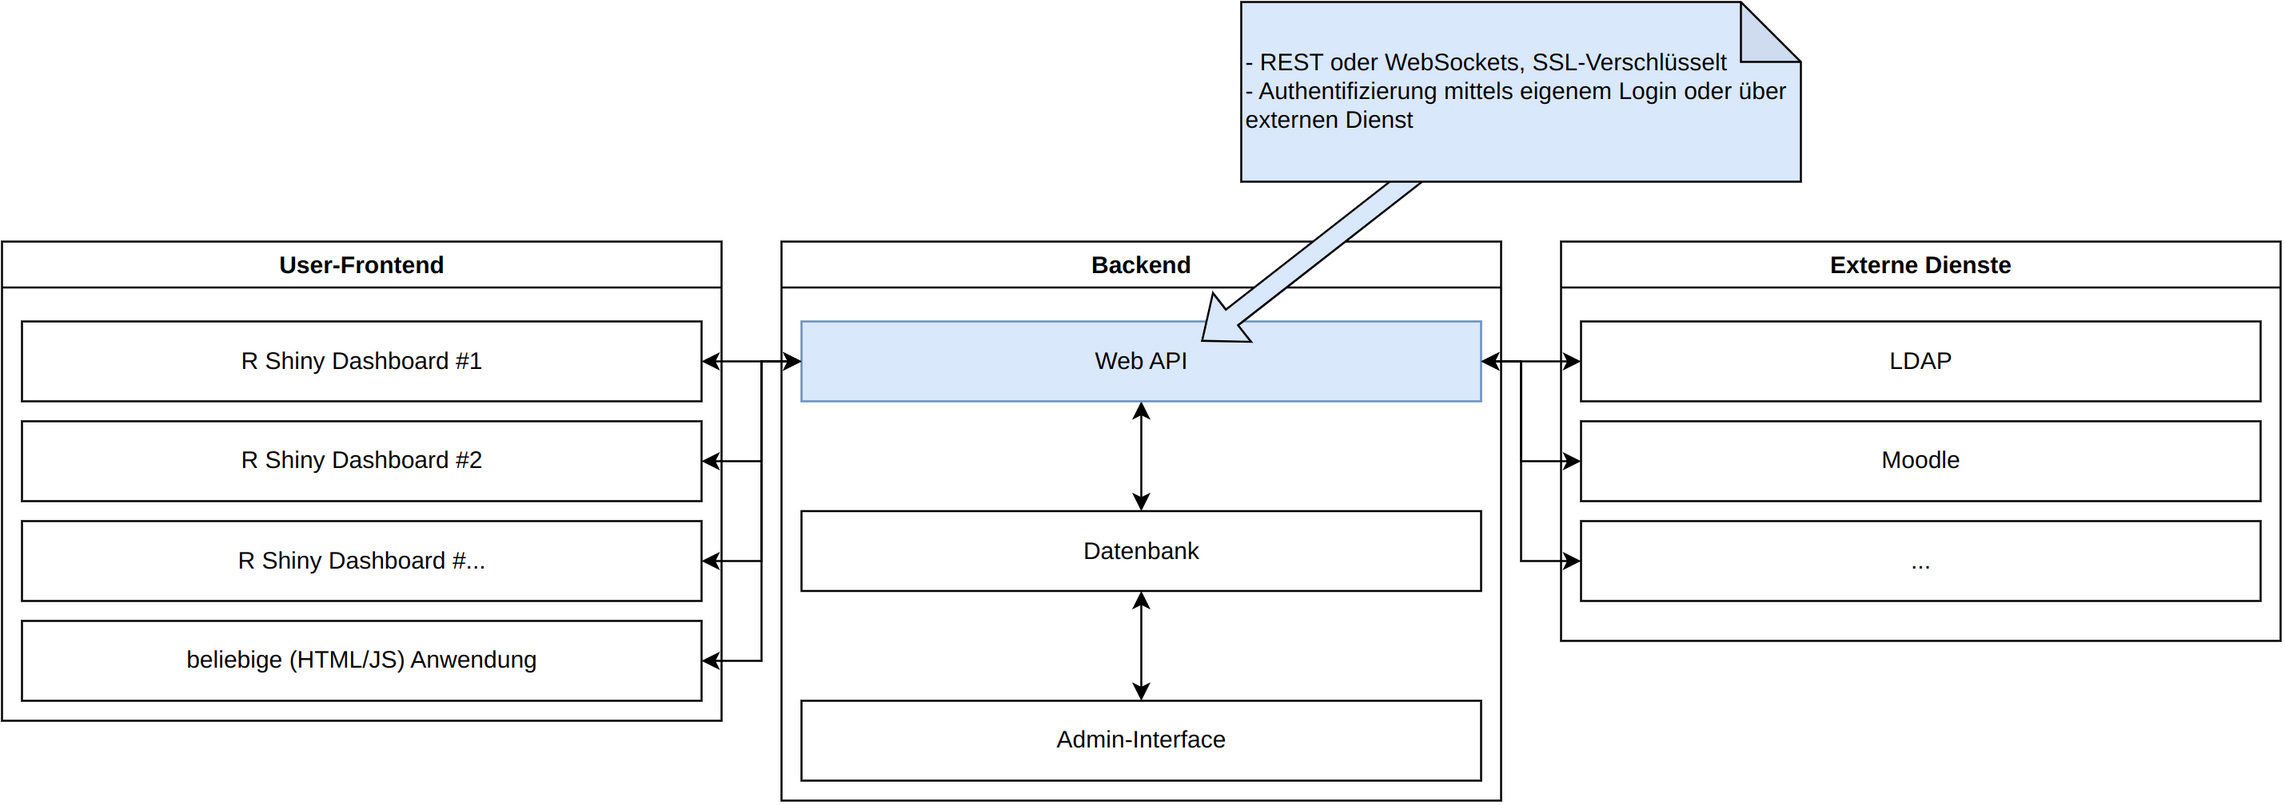 - REST oder WebSockets, SSL-Verschlüsselt
- Authentifizierung mittels eigenem Login oder über
externen Dienst
User-Frontend
R Shiny Dashboard #1
R Shiny Dashboard #2
R Shiny Dashboard #...
beliebige (HTML/JS) Anwendung
Backend
Web API
Datenbank
Admin-Interface
Externe Dienste
LDAP
Moodle
...